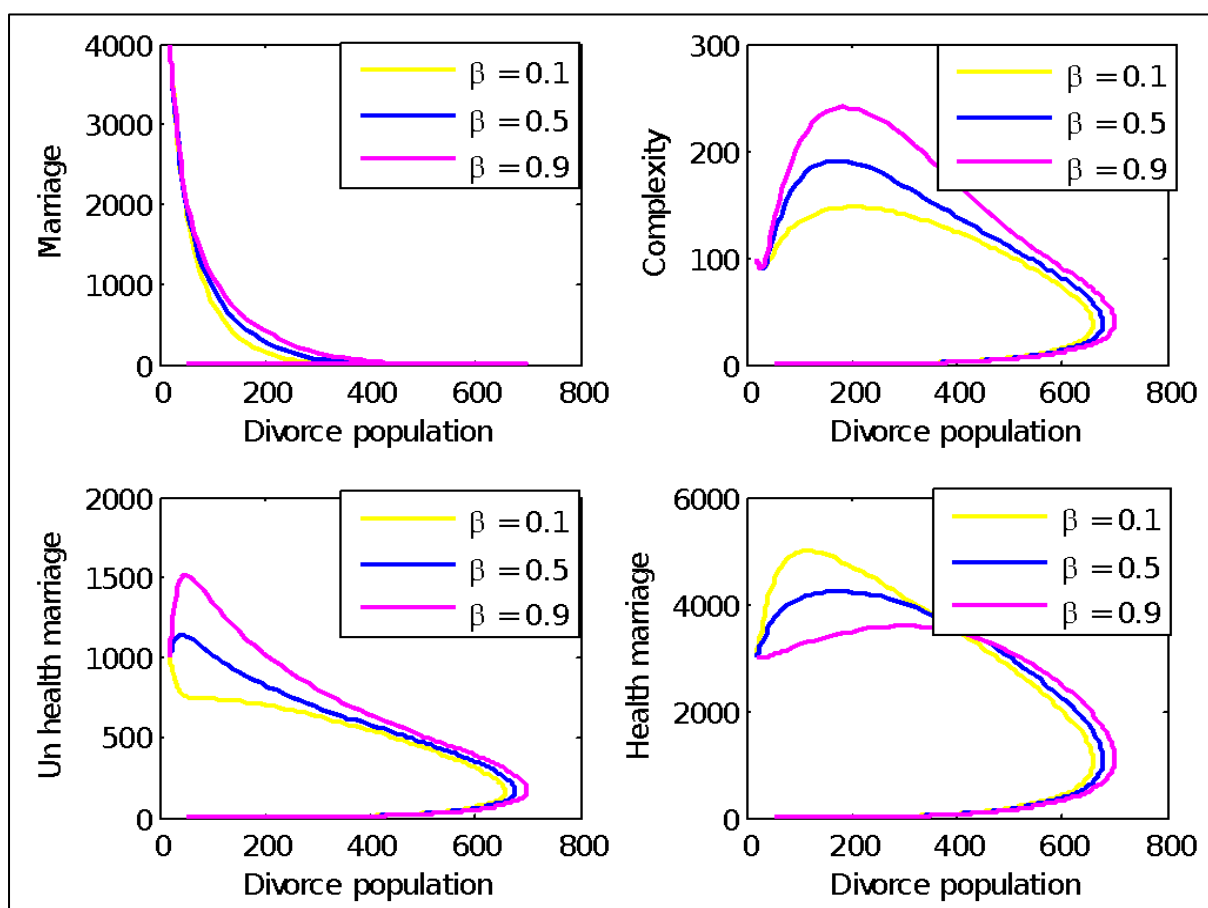 4000
3000
2000
1000
0
Marriage
β = 0.1
β = 0.5
β = 0.9
0 200 400 600 800
Divorce population
300
200
100
0
Complexity
β = 0.1
β = 0.5
β = 0.9
0 200 400 600 800
Divorce population
2000
1500
1000
500
0
Un health marriage
β = 0.1
β = 0.5
β = 0.9
0 200 400 600 800
Divorce population
6000
4000
2000
0
Health marriage
β = 0.1
β = 0.5
β = 0.9
0 200 400 600 800
Divorce population